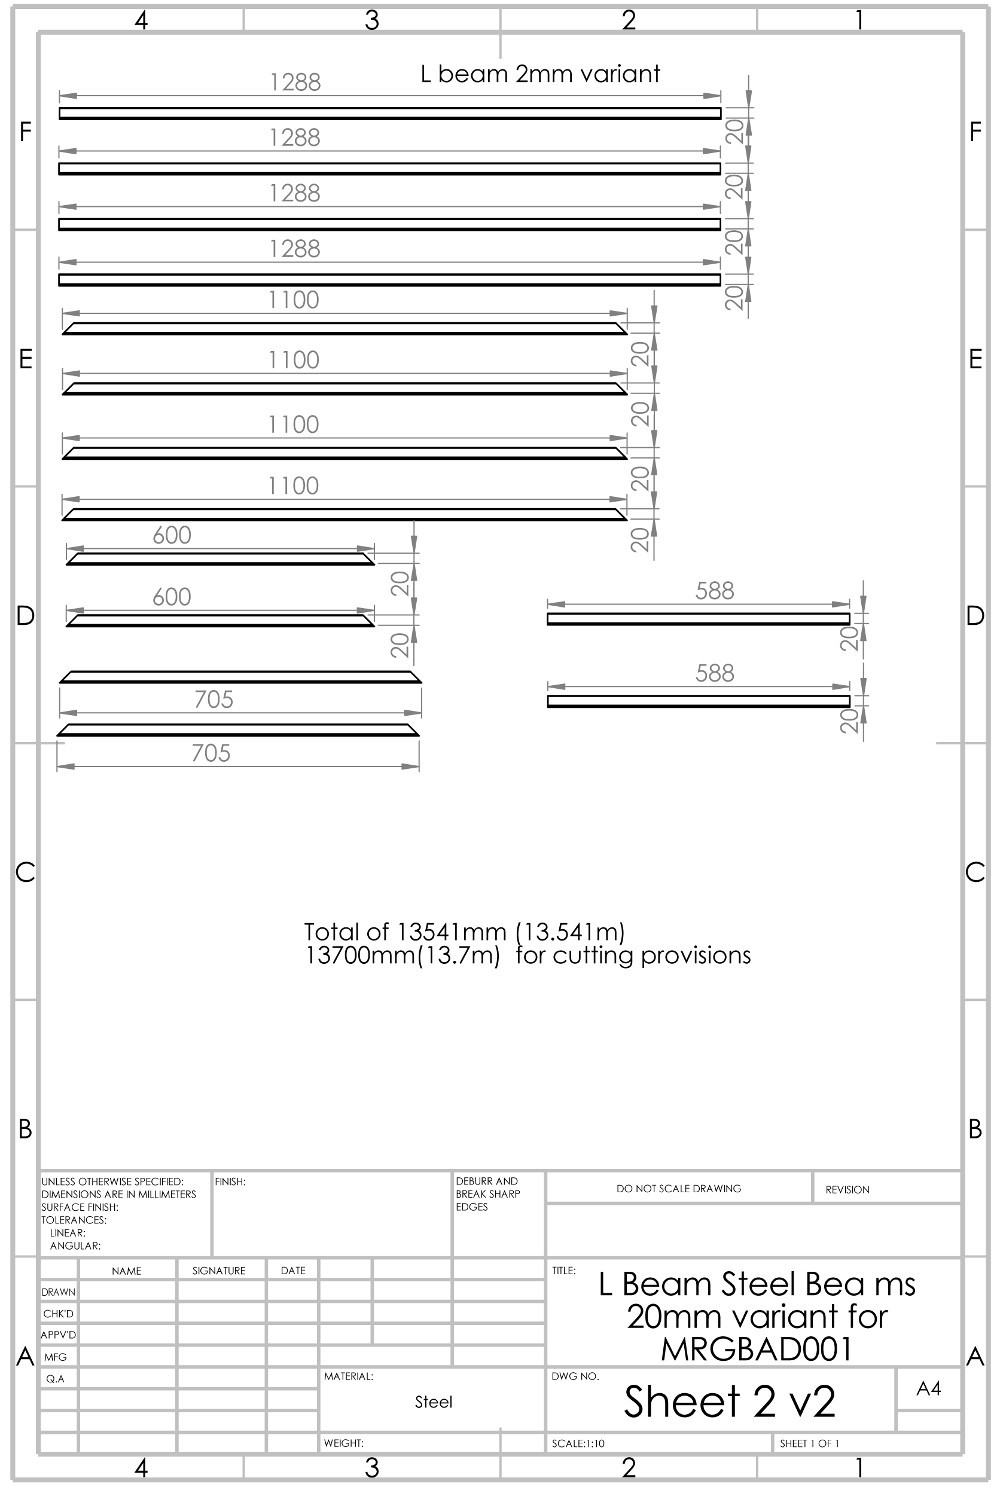 4 3 2 1
L beam 2mm variant
1288
20
F F
1288
20
1288
20
1288
20
1100
20
E E
1100
20
1100
20
1100
20
600
20
588
20
D D
600
20
588
20
705
705
C C
Total of 13541mm (13.541m)
13700mm(13.7m) for cutting provisions
B B
UNLESS OTHERWISE SPECIFIED:
DIMENSIONS ARE IN MILLIMETERS
SURFACE FINISH:
TOLERANCES:
LINEAR:
ANGULAR:
FINISH:
DEBURR AND
BREAK SHARP
EDGES
DO NOT SCALE DRAWING
REVISION
NAME SIGNATURE DATE
DRAWN
CHK'D
APPV'D
MFG
Q.A
TITLE:
L Beam Steel Bea ms
20mm variant for
MRGBAD001
A A
MATERIAL:
Steel
DWG NO.
Sheet 2 v2
A4
WEIGHT:
SCALE:1:10
SHEET 1 OF 1
4 3 2 1